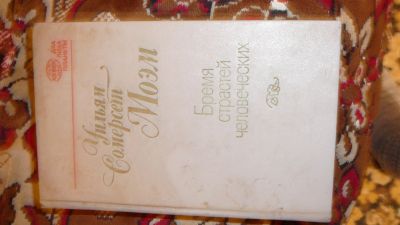 Уильям
Сомерсет
Моэм
Бремя
страстей
человеческих